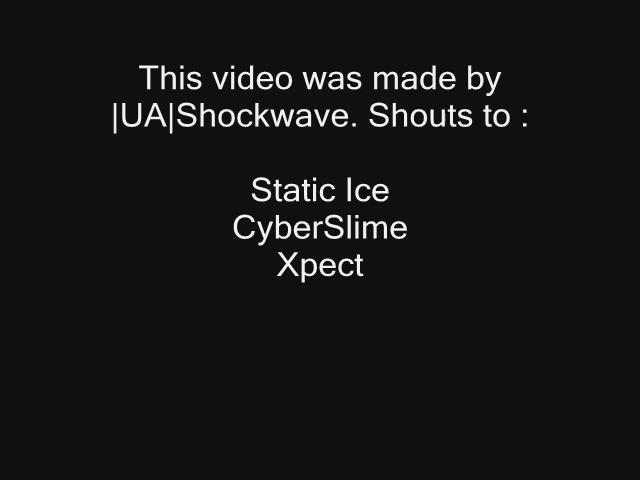 This video was made by
|UA|Shockwave. Shouts to :
Static Ice
CyberSlime
Xpect